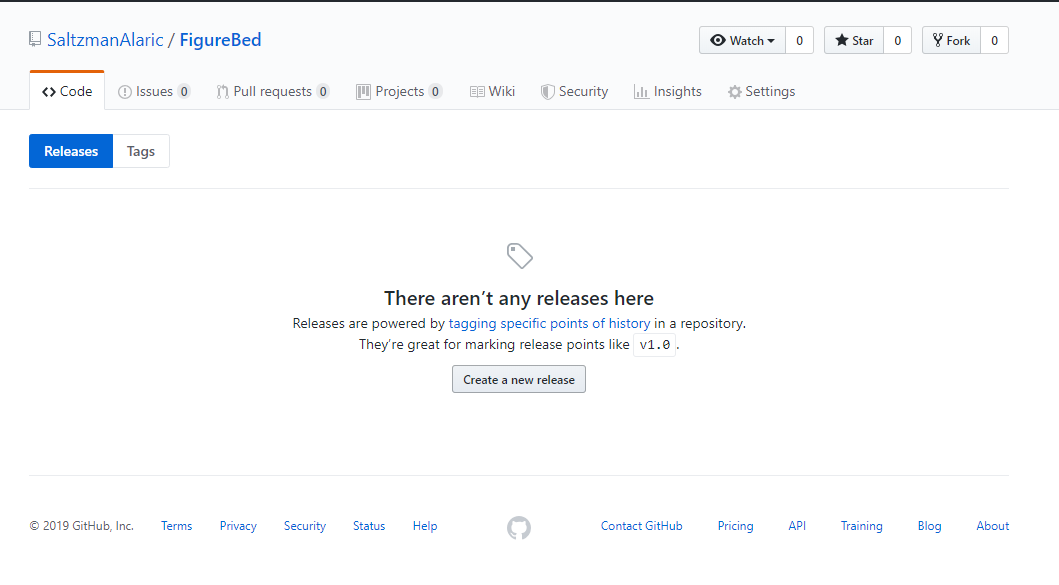 SaltzmanAlaric / FigureBed
Watch 0 Star 0 Fork 0
Code Issues 0 Pull requests 0 Projects 0 Wiki Security Insights Settings
Releases Tags
There aren’t any releases here
Releases are powered by tagging specific points of history in a repository.
They’re great for marking release points like v1.0.
Create a new release
© 2019 GitHub, Inc. Terms Privacy Security Status Help Contact GitHub Pricing API Training Blog About